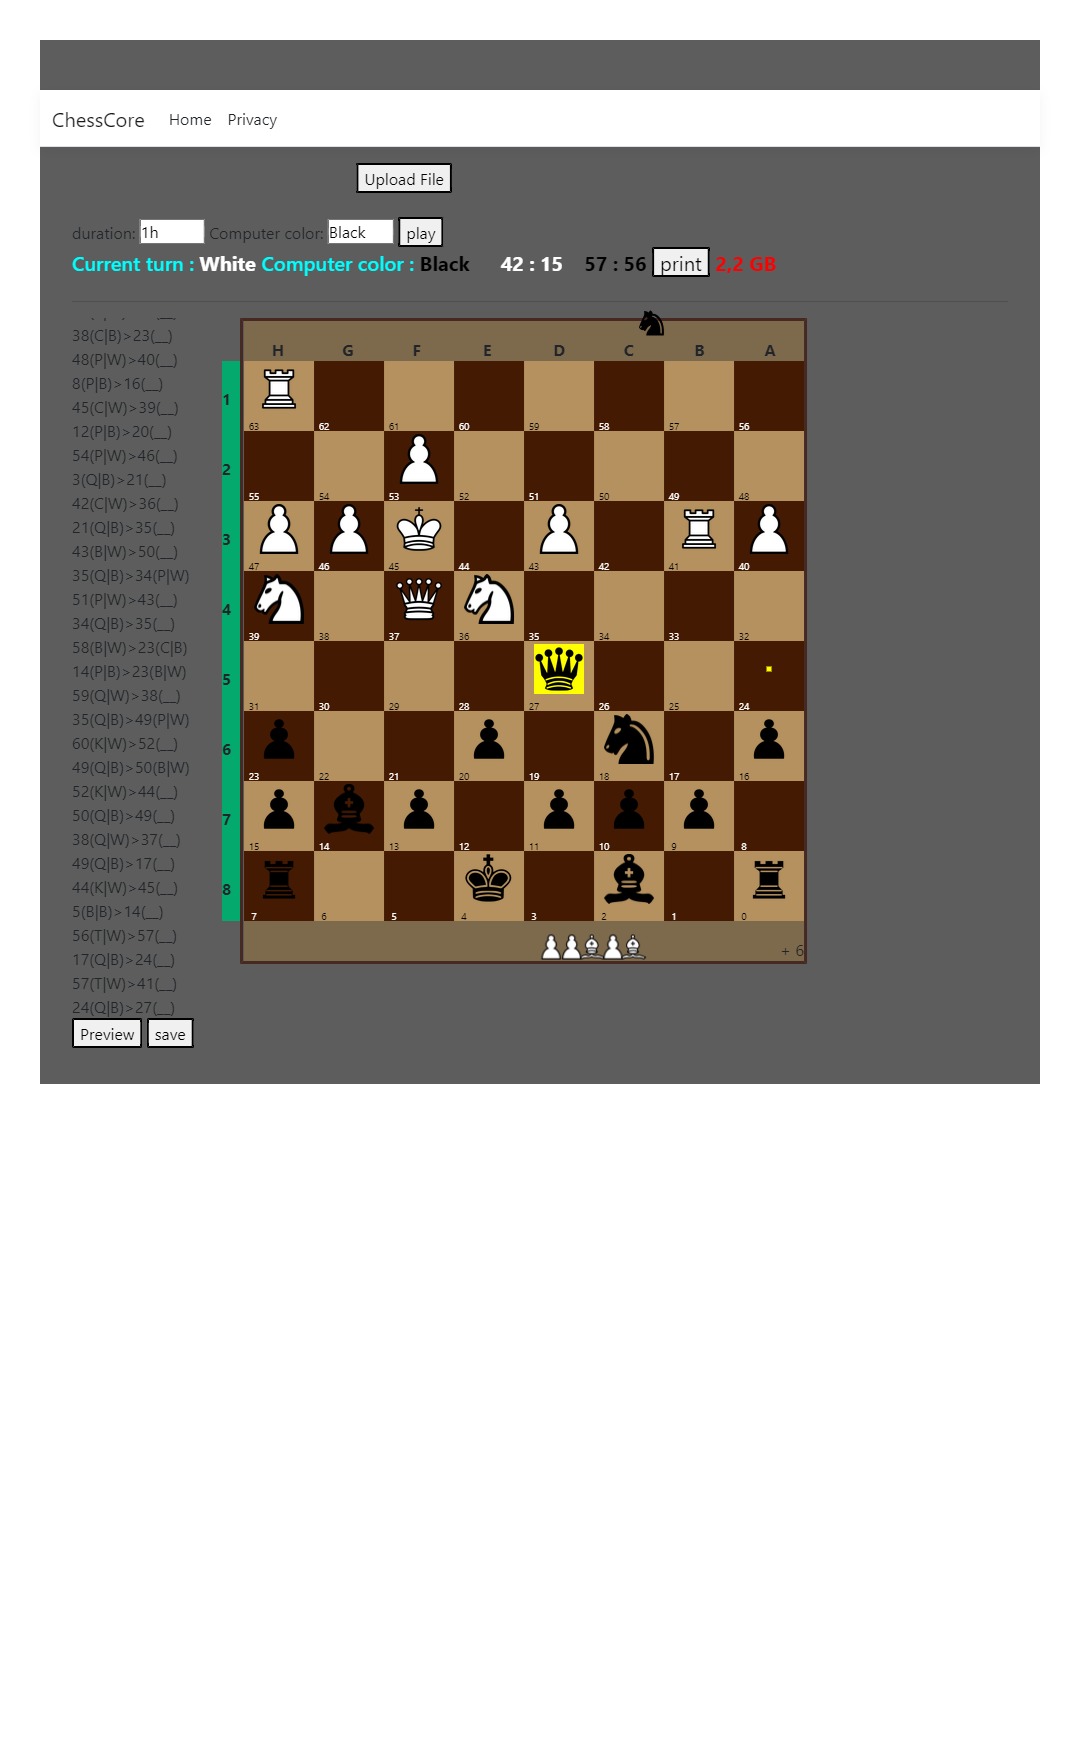 ChessCore Home Privacy
Upload File
duration: 1h Computer color: Black play
Current turn : White Computer color : Black 42 : 15 57 : 56 print 2,2 GB
38(C|B)>23(__)
48(P|W)>40(__)
8(P|B)>16(__)
45(C|W)>39(__)
12(P|B)>20(__)
54(P|W)>46(__)
3(Q|B)>21(__)
42(C|W)>36(__)
21(Q|B)>35(__)
43(B|W)>50(__)
35(Q|B)>34(P|W)
51(P|W)>43(__)
34(Q|B)>35(__)
58(B|W)>23(C|B)
14(P|B)>23(B|W)
59(Q|W)>38(__)
35(Q|B)>49(P|W)
60(K|W)>52(__)
49(Q|B)>50(B|W)
52(K|W)>44(__)
50(Q|B)>49(__)
38(Q|W)>37(__)
49(Q|B)>17(__)
44(K|W)>45(__)
5(B|B)>14(__)
56(T|W)>57(__)
17(Q|B)>24(__)
57(T|W)>41(__)
24(Q|B)>27(__)
Preview save
H G F E D C B A
1
63 62 61 60 59 58 57 56
2
55 54 53 52 51 50 49 48
3
47 46 45 44 43 42 41 40
4
39 38 37 36 35 34 33 32
5
31 30 29 28 27 26 25 24
6
23 22 21 20 19 18 17 16
7
15 14 13 12 11 10 9 8
8
7 6 5 4 3 2 1 0
+ 6